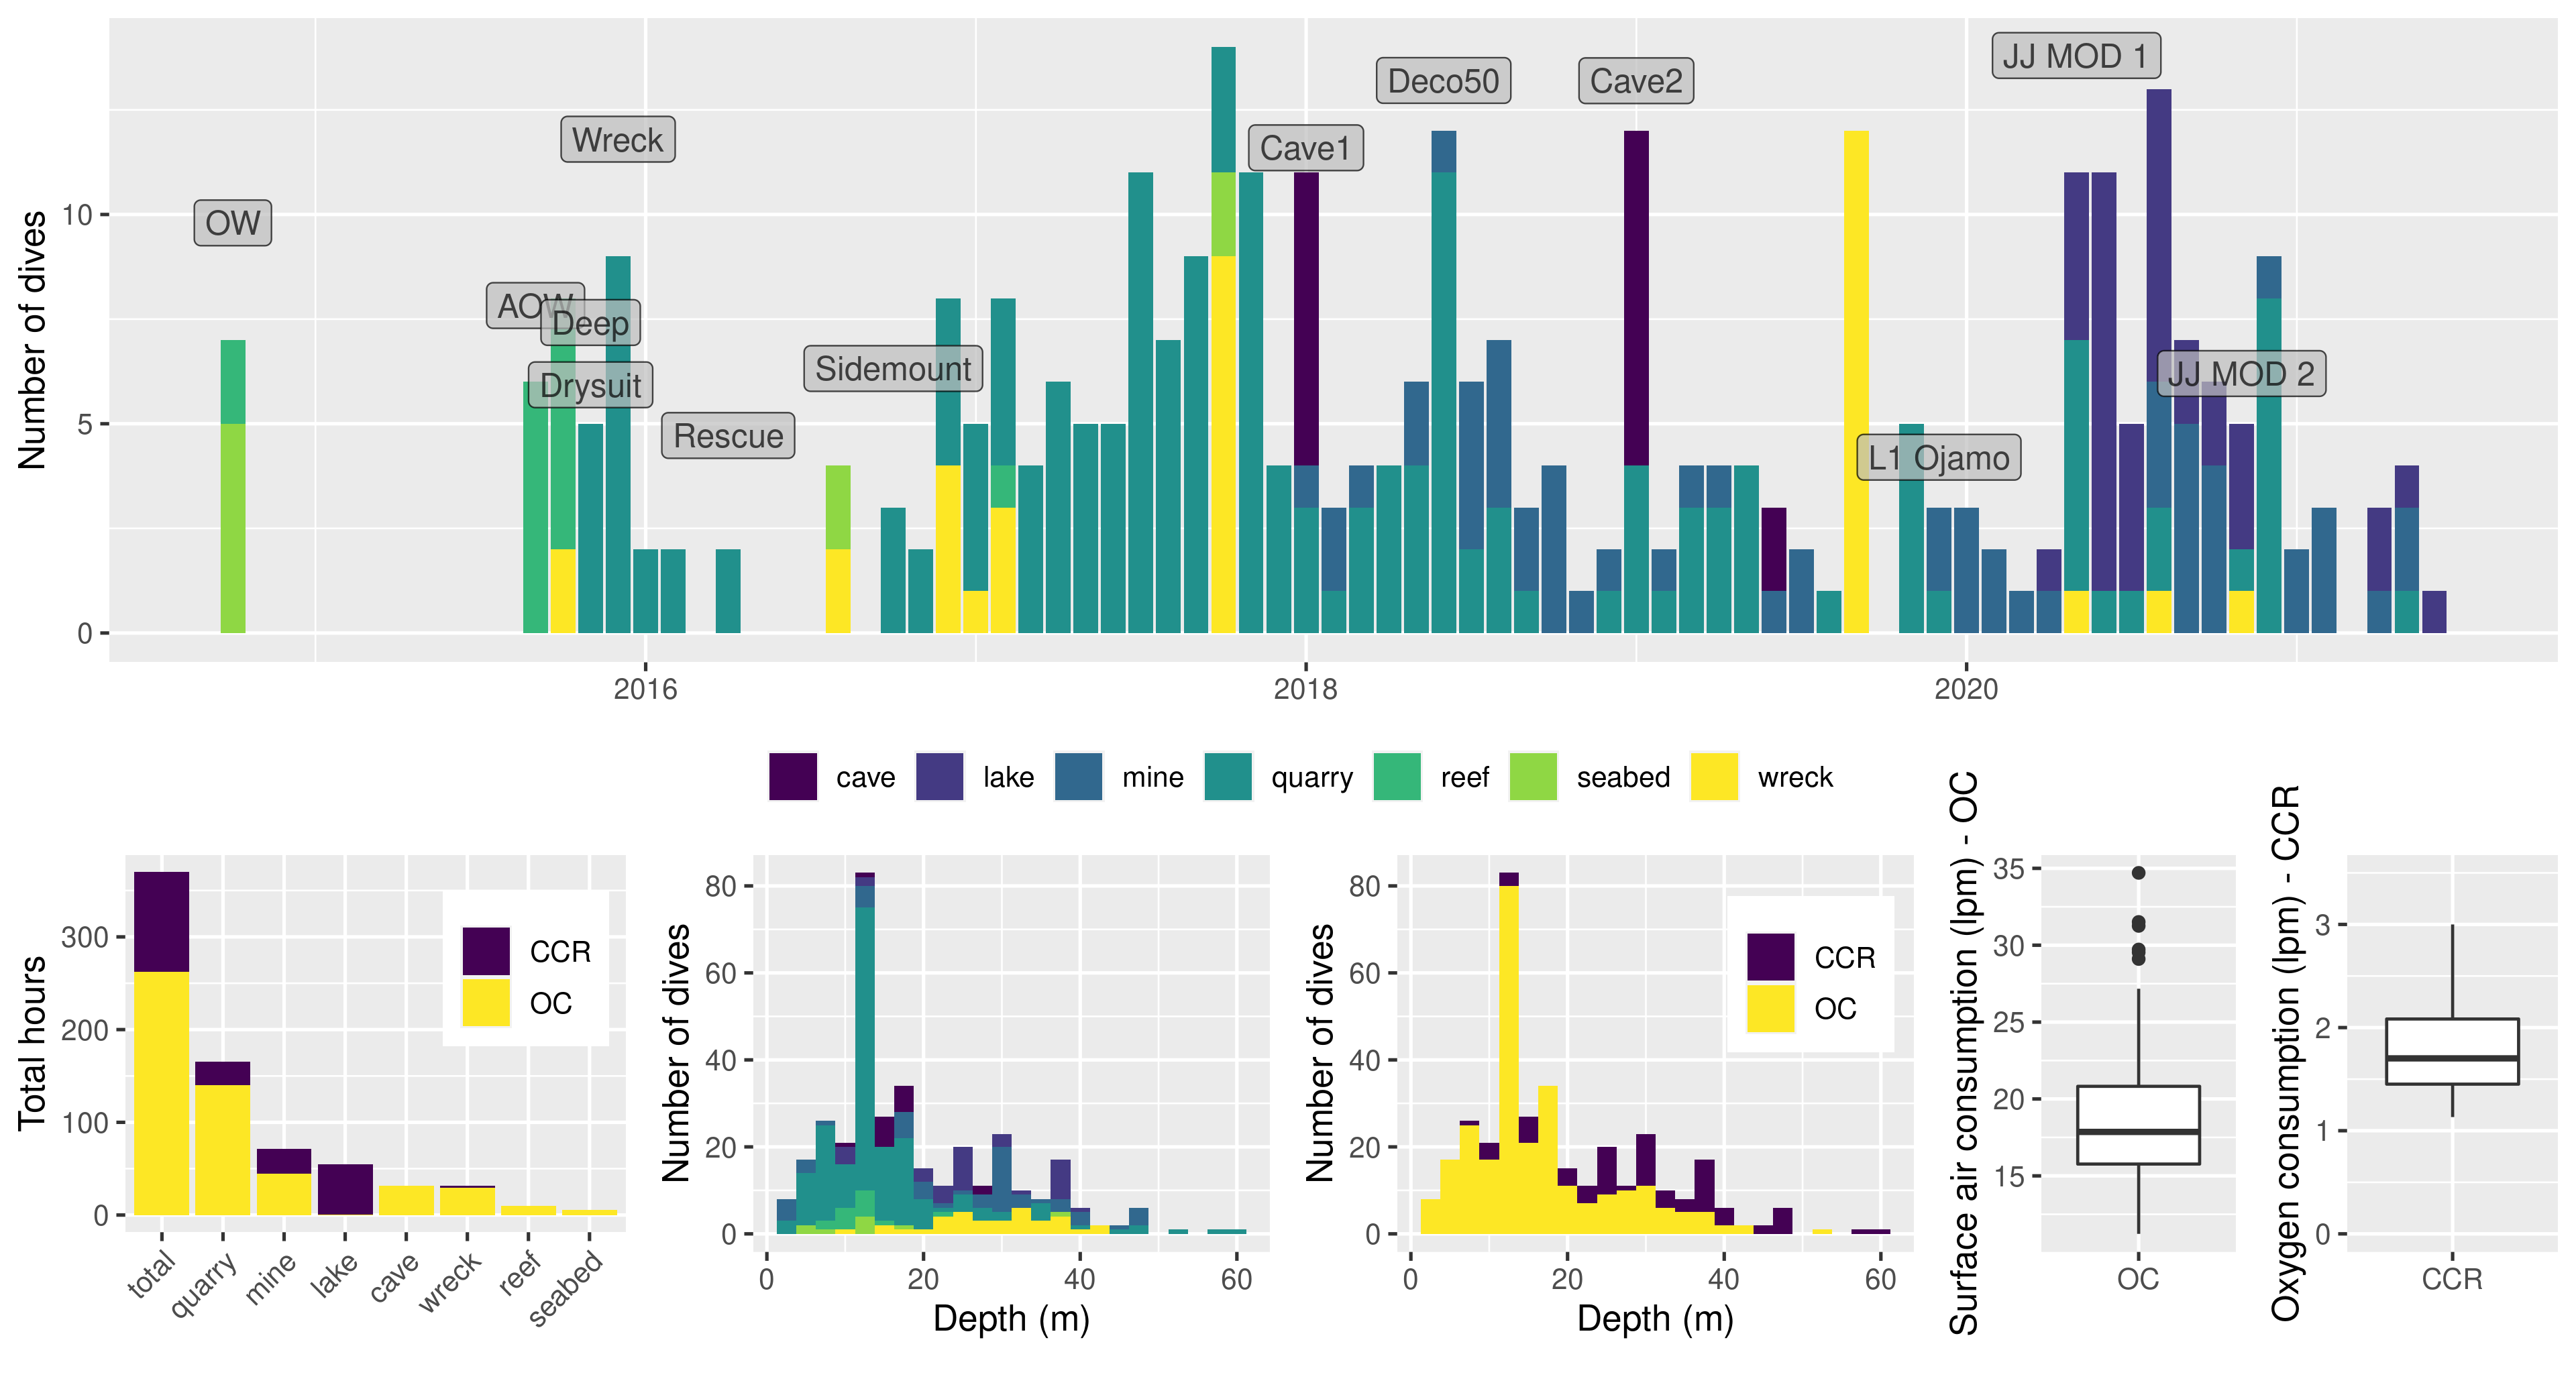 Number of dives
10
5
0
OW
AOW
Wreck
Deep
Drysuit
Rescue
Sidemount
Cave1
Deco50
Cave2
L1 Ojamo
JJ MOD 1
JJ MOD 2
2016
2018
2020
cave
lake
mine
quarry
reef
seabed
wreck
Total hours
300
200
100
0
CCR
OC
total
quarry
mine
lake
cave
wreck
reef
seabed
Number of dives
80
60
40
20
0
0
20
40
60
Depth (m)
Number of dives
80
60
40
20
0
CCR
OC
0
20
40
60
Depth (m)
Surface air consumption (lpm) - OC
35
30
25
20
15
OC
Oxygen consumption (lpm) - CCR
3
2
1
0
CCR